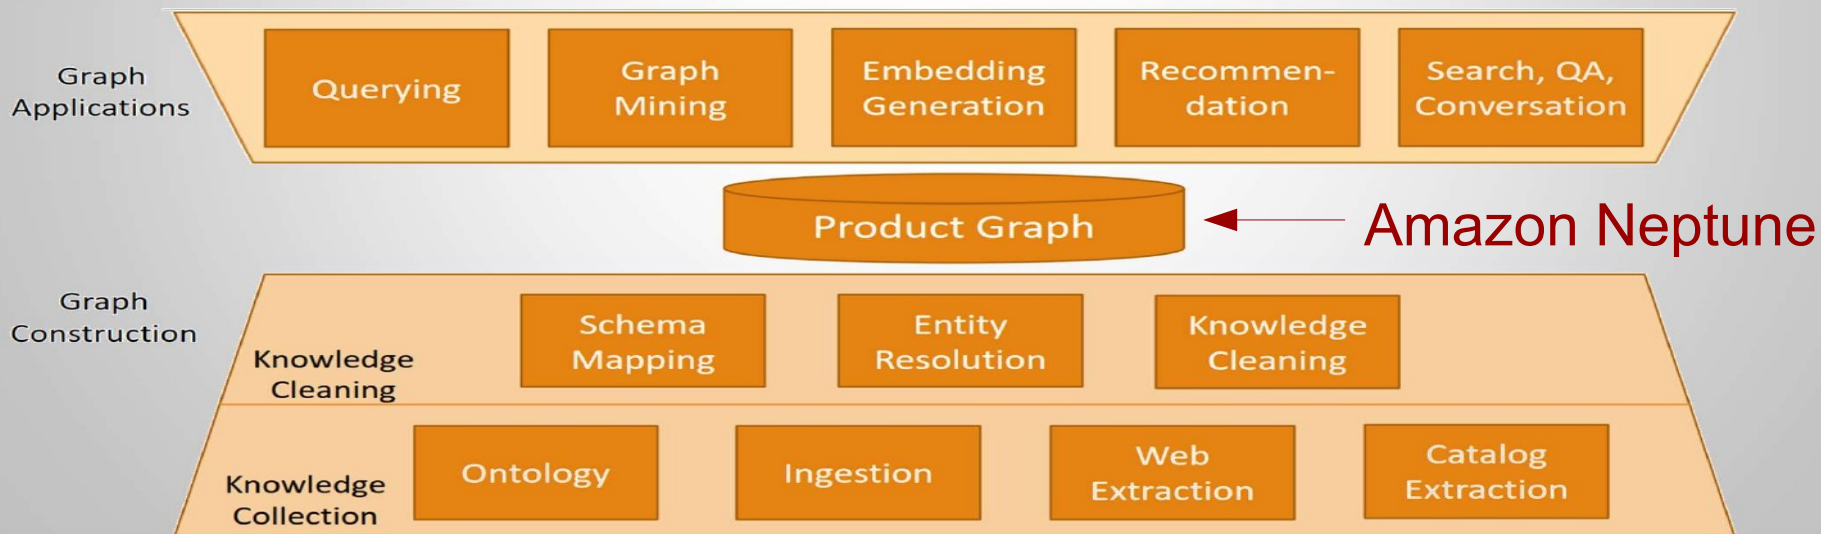 Graph
Applications
Querying
Graph
Mining
Embedding
Generation
Recommen-
dation
Search, QA,
Conversation
Product Graph
Amazon Neptune
Graph
Construction
Knowledge
Cleaning
Schema
Mapping
Entity
Resolution
Knowledge
Cleaning
Knowledge
Collection
Ontology
Ingestion
Web
Extraction
Catalog
Extraction